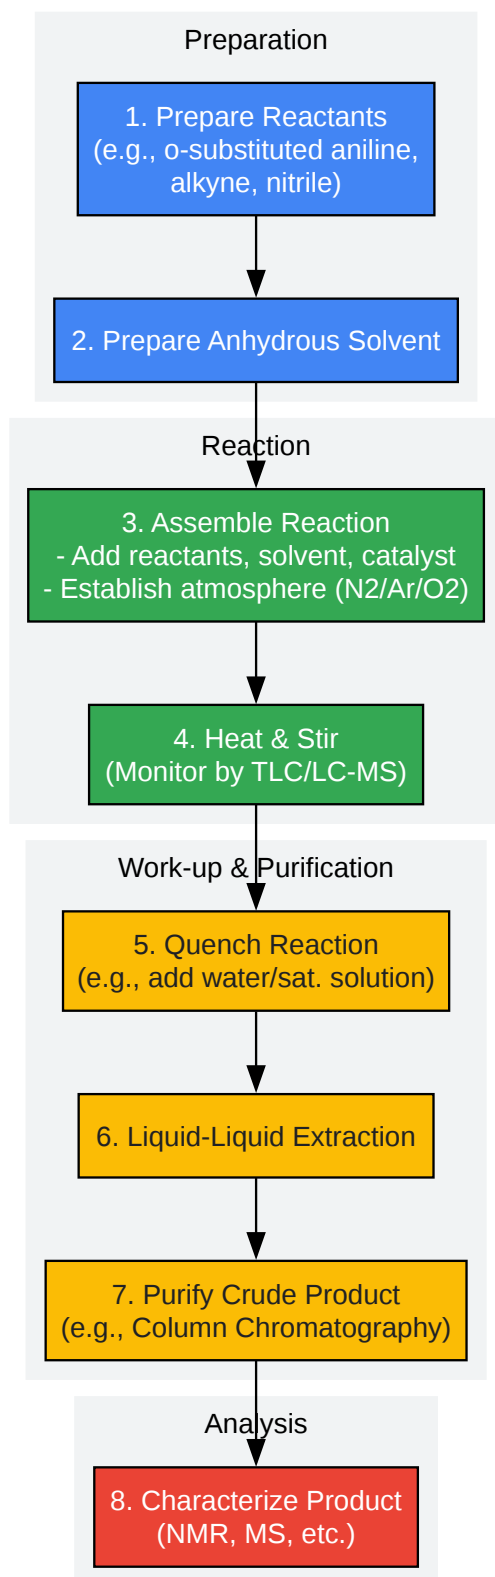 Preparation
1. Prepare Reactants
(e.g., o-substituted aniline,
alkyne, nitrile)
2. Prepare Anhydrous Solvent
Reaction
3. Assemble Reaction
- Add reactants, solvent, catalyst
- Establish atmosphere (N2/Ar/O2)
4. Heat & Stir
(Monitor by TLC/LC-MS)
Work-up & Purification
5. Quench Reaction
(e.g., add water/sat. solution)
6. Liquid-Liquid Extraction
7. Purify Crude Product
(e.g., Column Chromatography)
Analysis
8. Characterize Product
(NMR, MS, etc.)